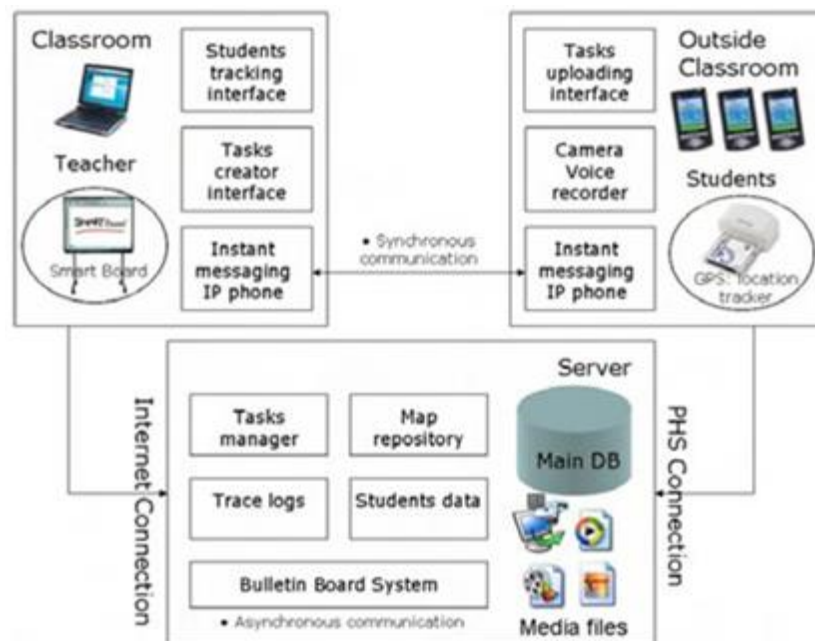 Classroom
Teacher
SMART Board
Smart Board
Students
tracking
interface
Tasks
creator
interface
Instant
messaging
IP phone
• Synchronous
communication
Tasks
uploading
interface
Camera
Voice
recorder
Instant
messaging
IP phone
Outside
Classroom
Students
GPS: location
tracker
Internet Connection
Server
Tasks
manager
Map
repository
Trace logs
Students data
Bulletin Board System
• Asynchronous communication
Main DB
Media files
PHS Connection